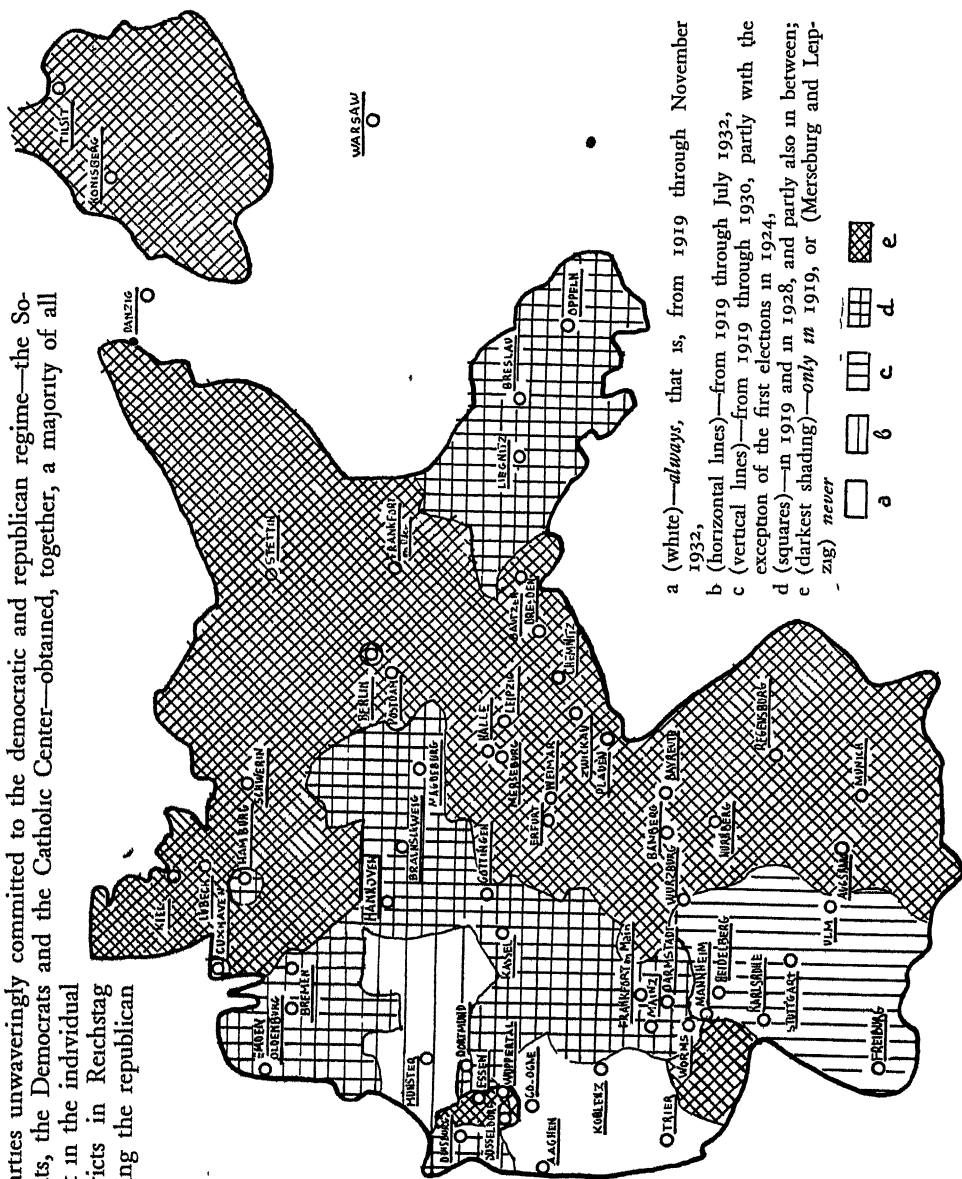 arties unwaveringly committed to the democratic and republican regime—the So-
ts, the Democrats and the Catholic Center—obtained, together, a majority of all
t in the individual
ricts in Reichstag
ng the republican
TILSIT
KONISBERG
WARSAW
DANZIG
OPPELN
BRESLAU
LIEGNITZ
STETTIN
FRANKFORT
BAUTZEN
DRESDEN
CHEMNITZ
BERLIN
POTSDAM
LEIPZIG
HALLE
MERSEBURG
ZWICKAU
PLAUEN
WEIMAR
ERFURT
MAGDEBURG
BRAUNSCHWEIG
GÖTTINGEN
HANNOVER
KASSEL
KIEL
LÜBECK
HAMBURG
SCHWERIN
CUSHAVEN
BREMEN
OLDENBURG
EMDEN
MÜNSTER
DORTMUND
ESSEN
WUPPERTAL
DUISBURG
DÜSSELDORF
COLOGNE
AACHEN
KOBLENZ
TRIER
FRANKFORT am Main
MAINZ
DARMSTADT
WORMS
MANNHEIM
HEIDELBERG
KARLSRUHE
STUTTGART
FREIBURG
ULM
AUGSBURG
MUNICH
REGENSBURG
NURNBERG
BAMBERG
BAYREUTH
WURZBURG
a (white)—always, that is, from 1919 through November
1932,
b (horizontal lines)—from 1919 through July 1932,
c (vertical lines)—from 1919 through 1930, partly with the
exception of the first elections in 1924,
d (squares)—in 1919 and in 1928, and partly also in between;
e (darkest shading)—only in 1919, or (Merseburg and Leip-
zig) never
a b c d e